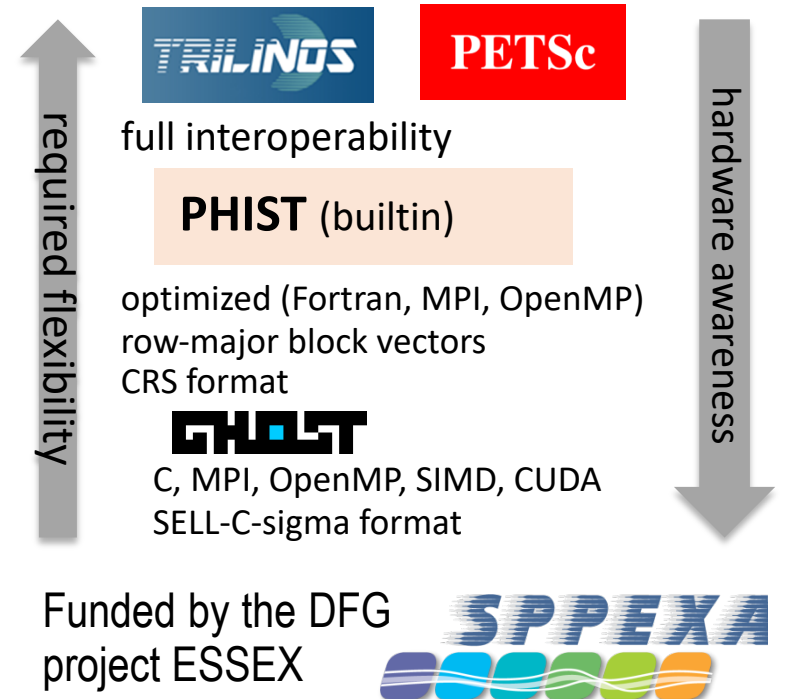 TRILINOS PETSc
required flexibility
hardware awareness
full interoperability
PHIST (builtin)
optimized (Fortran, MPI, OpenMP)
row-major block vectors
CRS format
GHOST
C, MPI, OpenMP, SIMD, CUDA
SELL-C-sigma format
Funded by the DFG
project ESSEX
SPPEXA